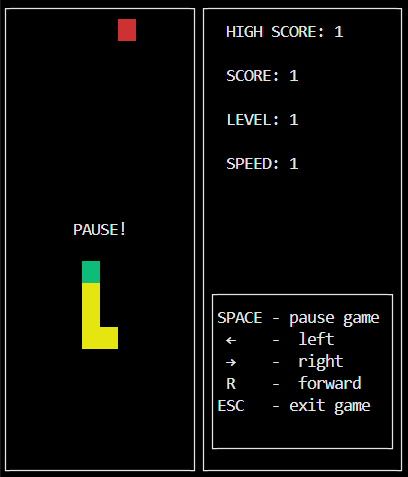 HIGH SCORE: 1
SCORE: 1
LEVEL: 1
SPEED: 1
PAUSE!
SPACE - pause game
← - left
→ - right
R - forward
ESC - exit game